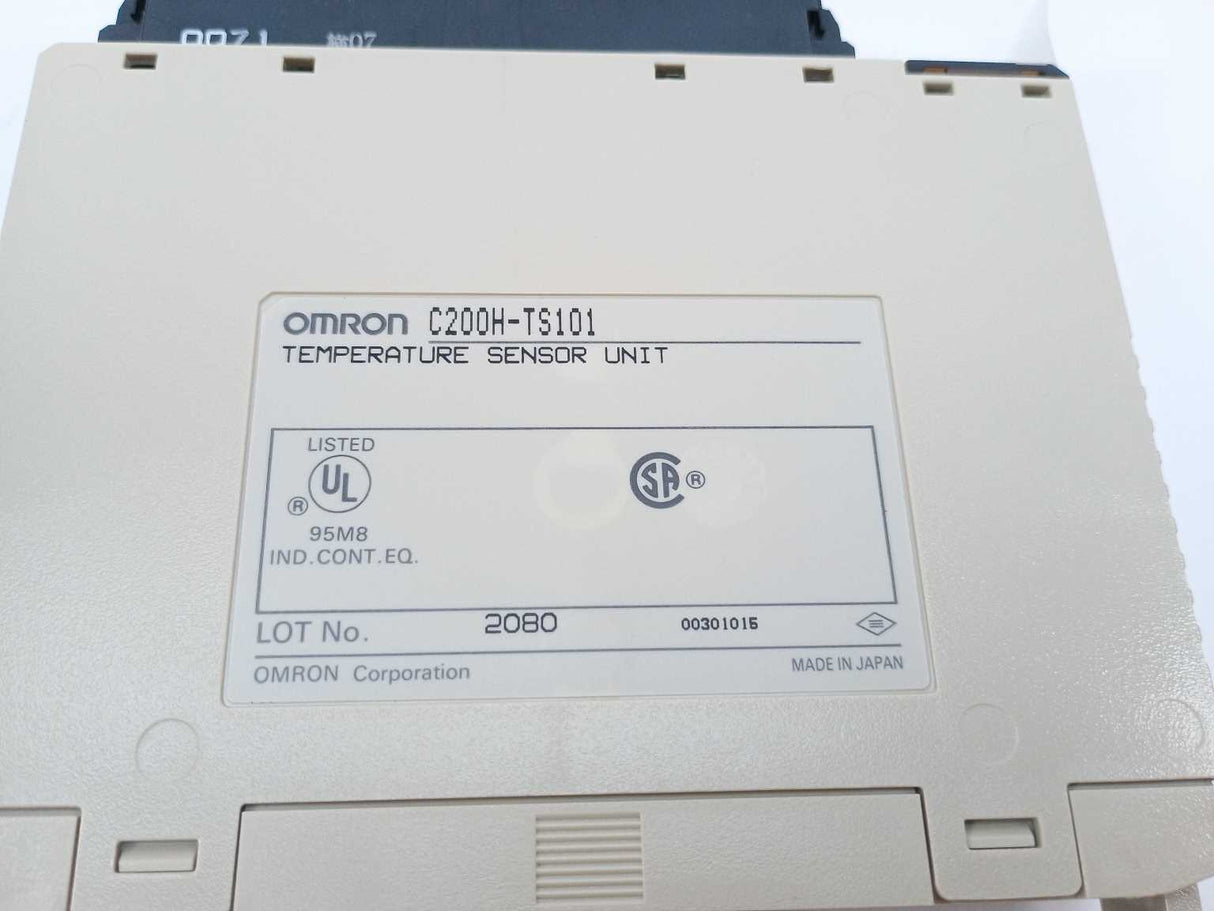 OMRON C200H-TS101
TEMPERATURE SENSOR UNIT
LISTED
UL
®
95M8
IND.CONT.EQ.
SA ®
LOT No. 2080 00301015
OMRON Corporation MADE IN JAPAN